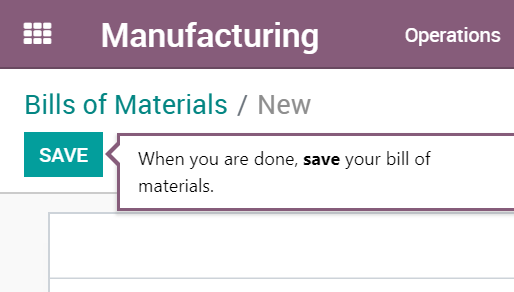 Manufacturing Operations
Bills of Materials / New
SAVE
When you are done, save your bill of
materials.